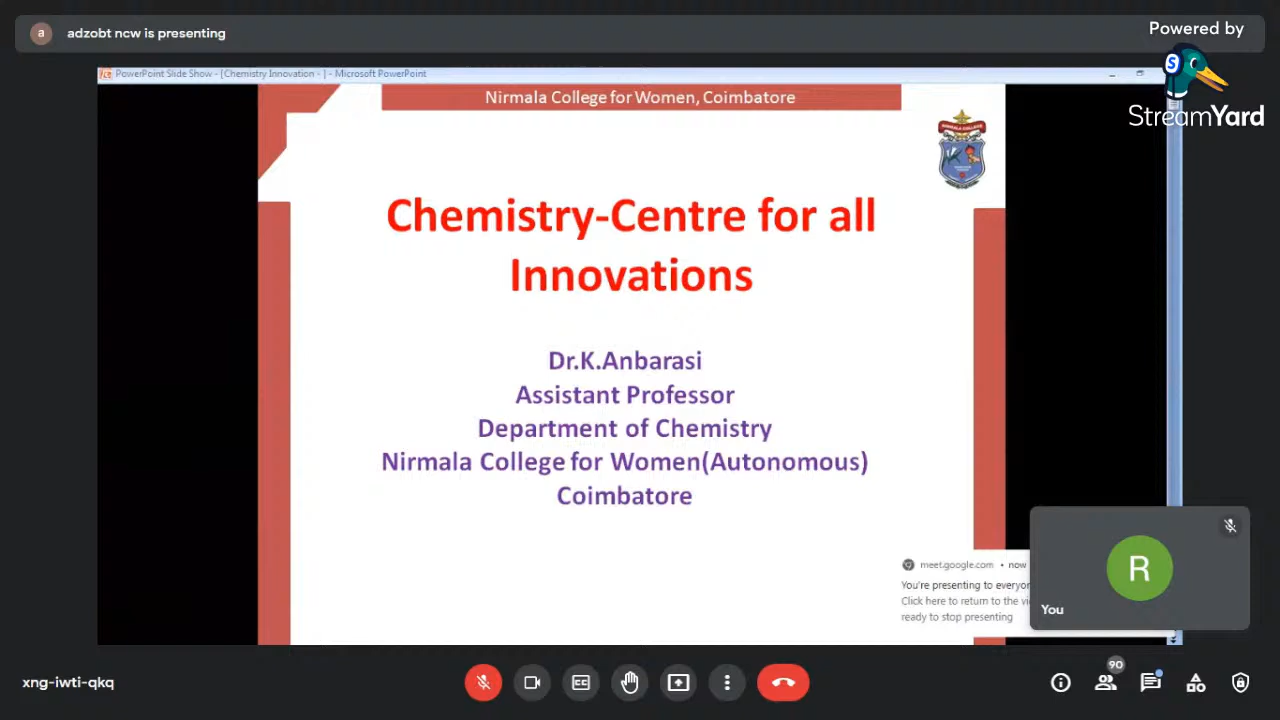 a adzobt ncw is presenting
Powered by
S
StreamYard
PowerPoint Slide Show - [Chemistry Innovation - ] - Microsoft PowerPoint
Nirmala College for Women, Coimbatore
Chemistry-Centre for all
Innovations
Dr.K.Anbarasi
Assistant Professor
Department of Chemistry
Nirmala College for Women(Autonomous)
Coimbatore
meet.google.com • now
You're presenting to everyon
Click here to return to the vi
ready to stop presenting
R
You
xng-iwti-qkq
CC
90